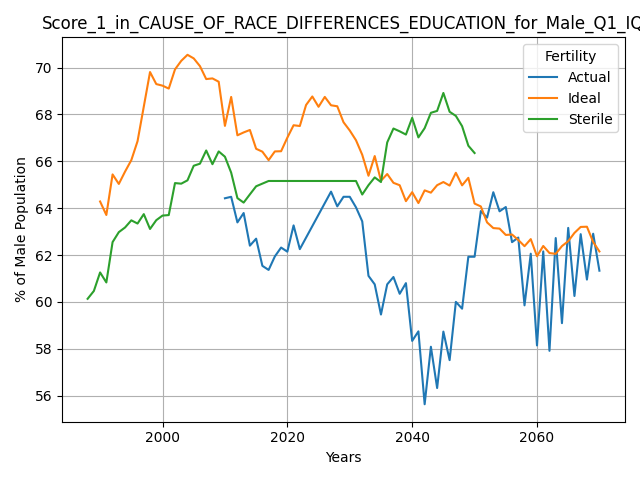 Score_1_in_CAUSE_OF_RACE_DIFFERENCES_EDUCATION_for_Male_Q1_IQ
Fertility
Actual
Ideal
Sterile
% of Male Population
70
68
66
64
62
60
58
56
2000 2020 2040 2060
Years